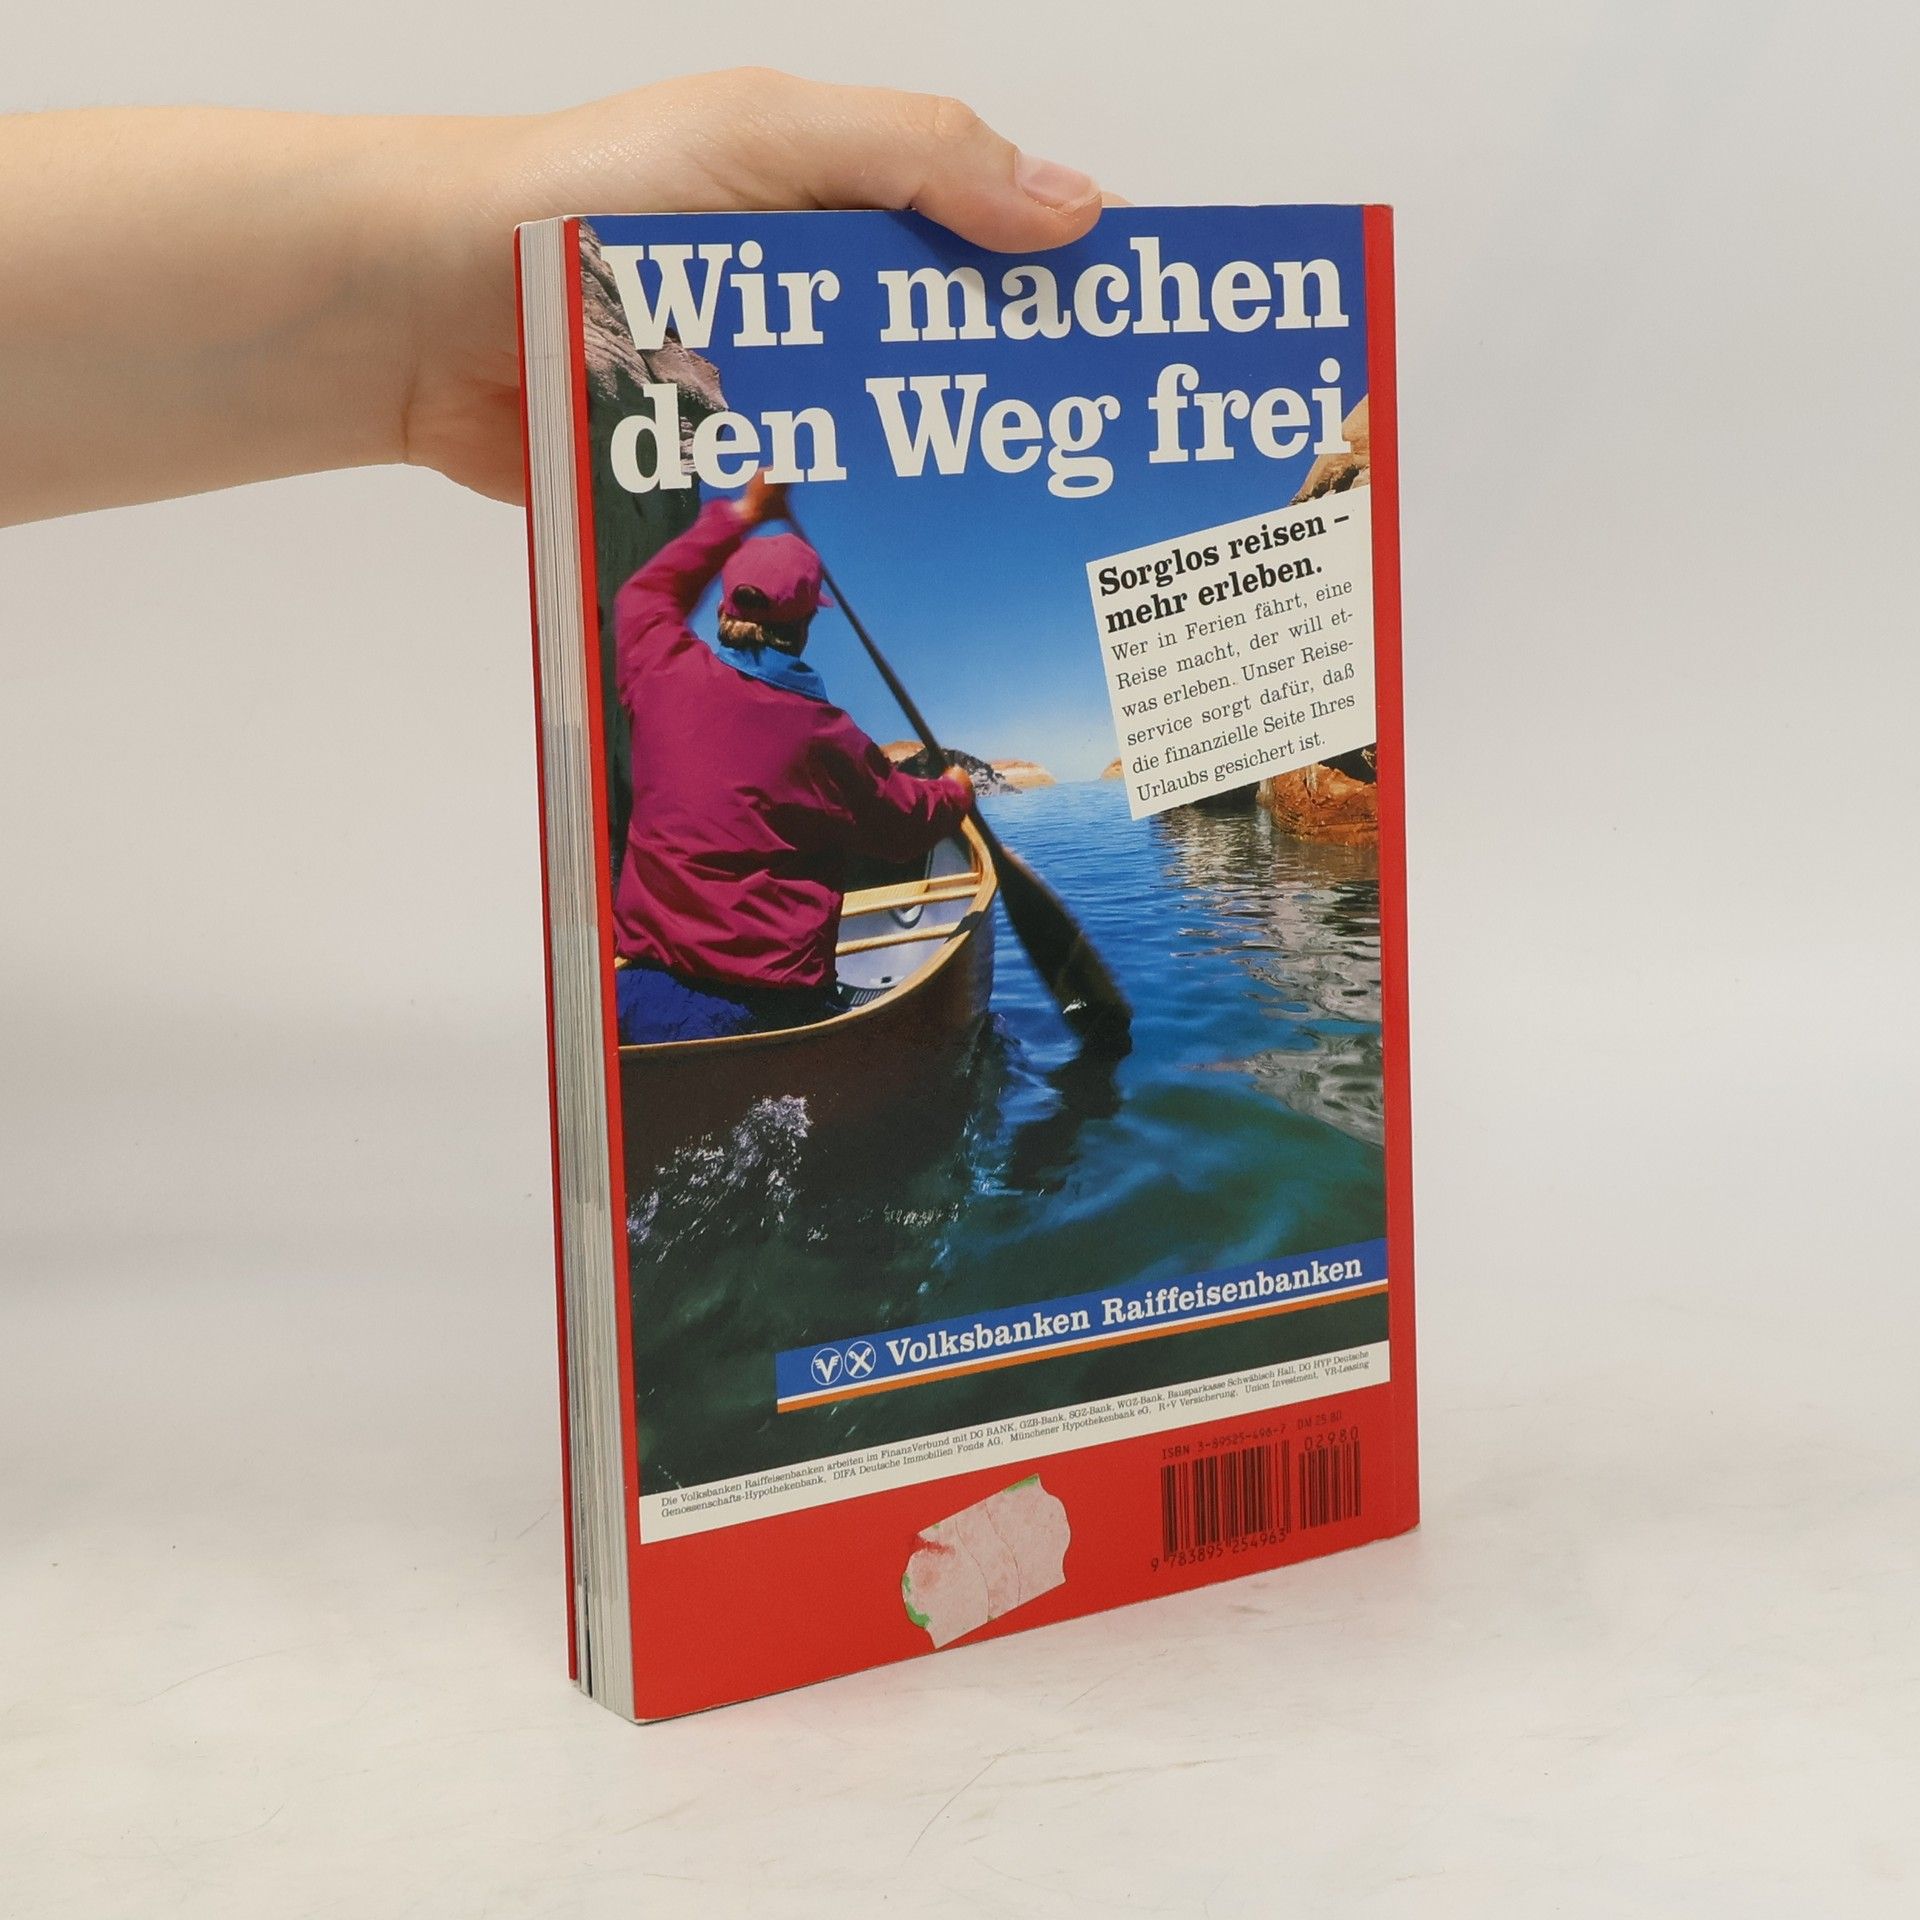 Wir machen
den Weg frei
Sorglos reisen –
mehr erleben.
Wer in Ferien fährt, eine
Reise macht, der will et-
was erleben. Unser Reise-
service sorgt dafür, daß
die finanzielle Seite Ihres
Urlaubs gesichert ist.
Volksbanken Raiffeisenbanken
Die Volksbanken Raiffeisenbanken arbeiten im FinanzVerbund mit DG BANK, GZB-Bank, SGZ-Bank, WGZ-Bank, Bausparkasse Schwäbisch Hall, DG HYP Deutsche
Genossenschafts-Hypothekenbank, DIFA Deutsche Immobilien Fonds AG, Münchener Hypothekenbank eG, R+V Versicherung, Union Investment, VR-Leasing
ISBN 3-89525-496-7 DM 25.80
02980
9 783895 254963